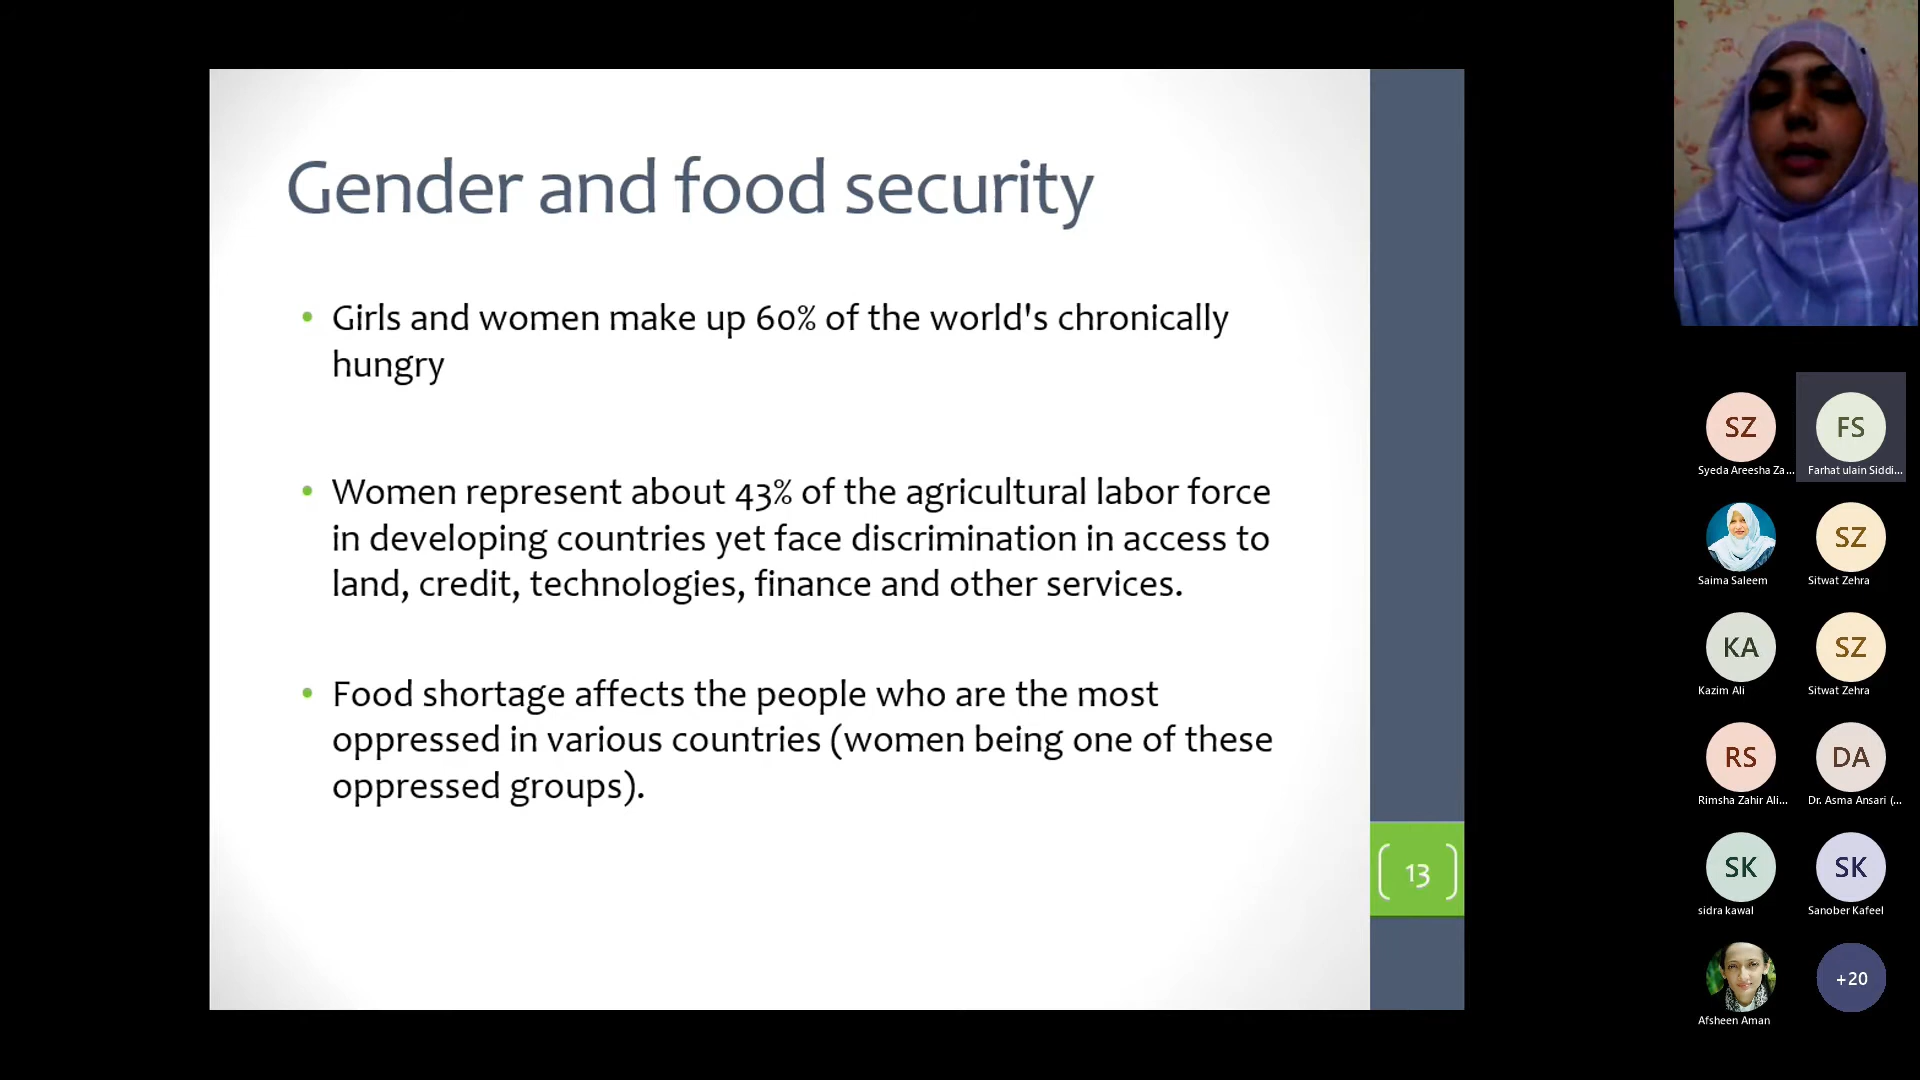 Gender and food security
• Girls and women make up 60% of the world's chronically
hungry
• Women represent about 43% of the agricultural labor force
in developing countries yet face discrimination in access to
land, credit, technologies, finance and other services.
• Food shortage affects the people who are the most
oppressed in various countries (women being one of these
oppressed groups).
13
SZ
Syeda Areesha Za...
FS
Farhat ulain Siddi...
Saima Saleem
SZ
Sitwat Zehra
KA
Kazim Ali
SZ
Sitwat Zehra
RS
Rimsha Zahir Ali...
DA
Dr. Asma Ansari (...
SK
sidra kawal
SK
Sanober Kafeel
Afsheen Aman
+20